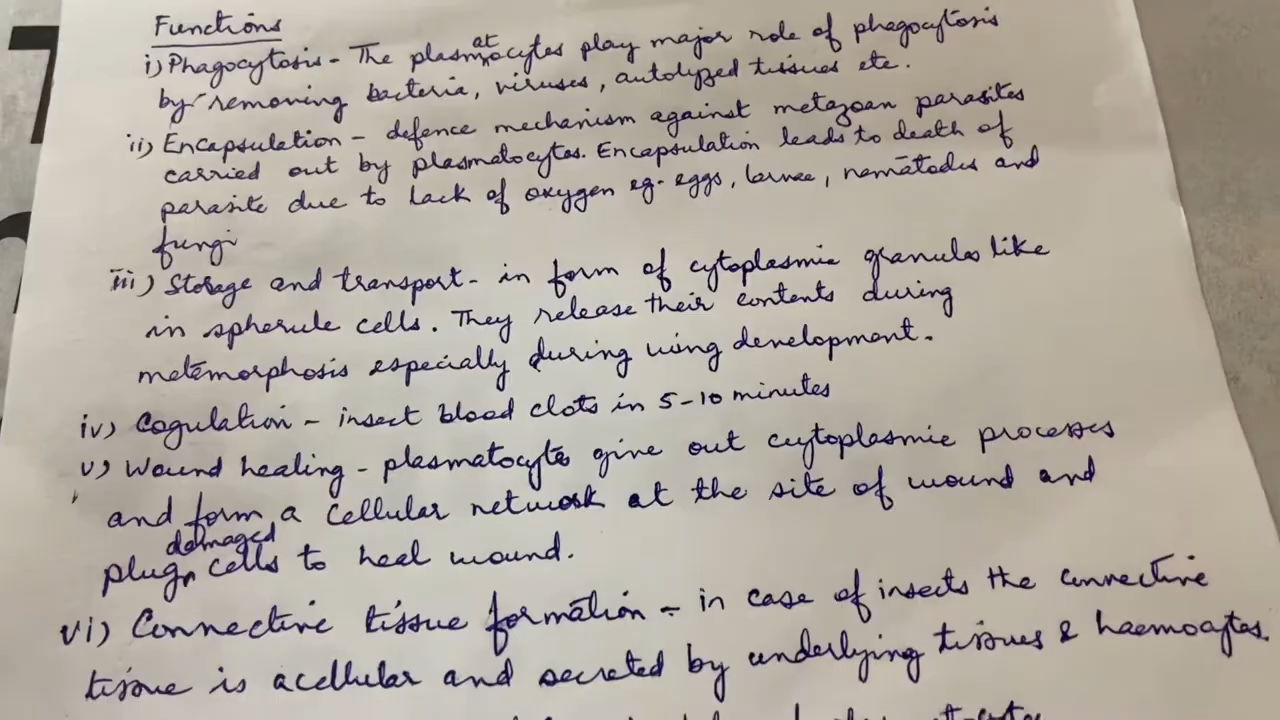 Functions
i) Phagocytosis - The plasmatocytes play major role of phagocytosis
by removing bacteria, viruses, autolyzed tissues etc.
ii) Encapsulation - defence mechanism against metazoan parasites
carried out by plasmatocytes. Encapsulation leads to death of
parasite due to lack of oxygen eg. eggs, larvae, nematodes and
fungi
iii) Storage and transport - in form of cytoplasmic granules like
in spherule cells. They release their contents during
metamorphosis especially during wing development.
iv) Cogulation - insect blood clots in 5-10 minutes
v) Wound healing - plasmatocyte give out cytoplasmic processes
and form a cellular network at the site of wound and
plug damaged cells to heal wound.
vi) Connective tissue formation - in case of insects the connective
tissue is acellular and secreted by underlying tissues & haemocytes.